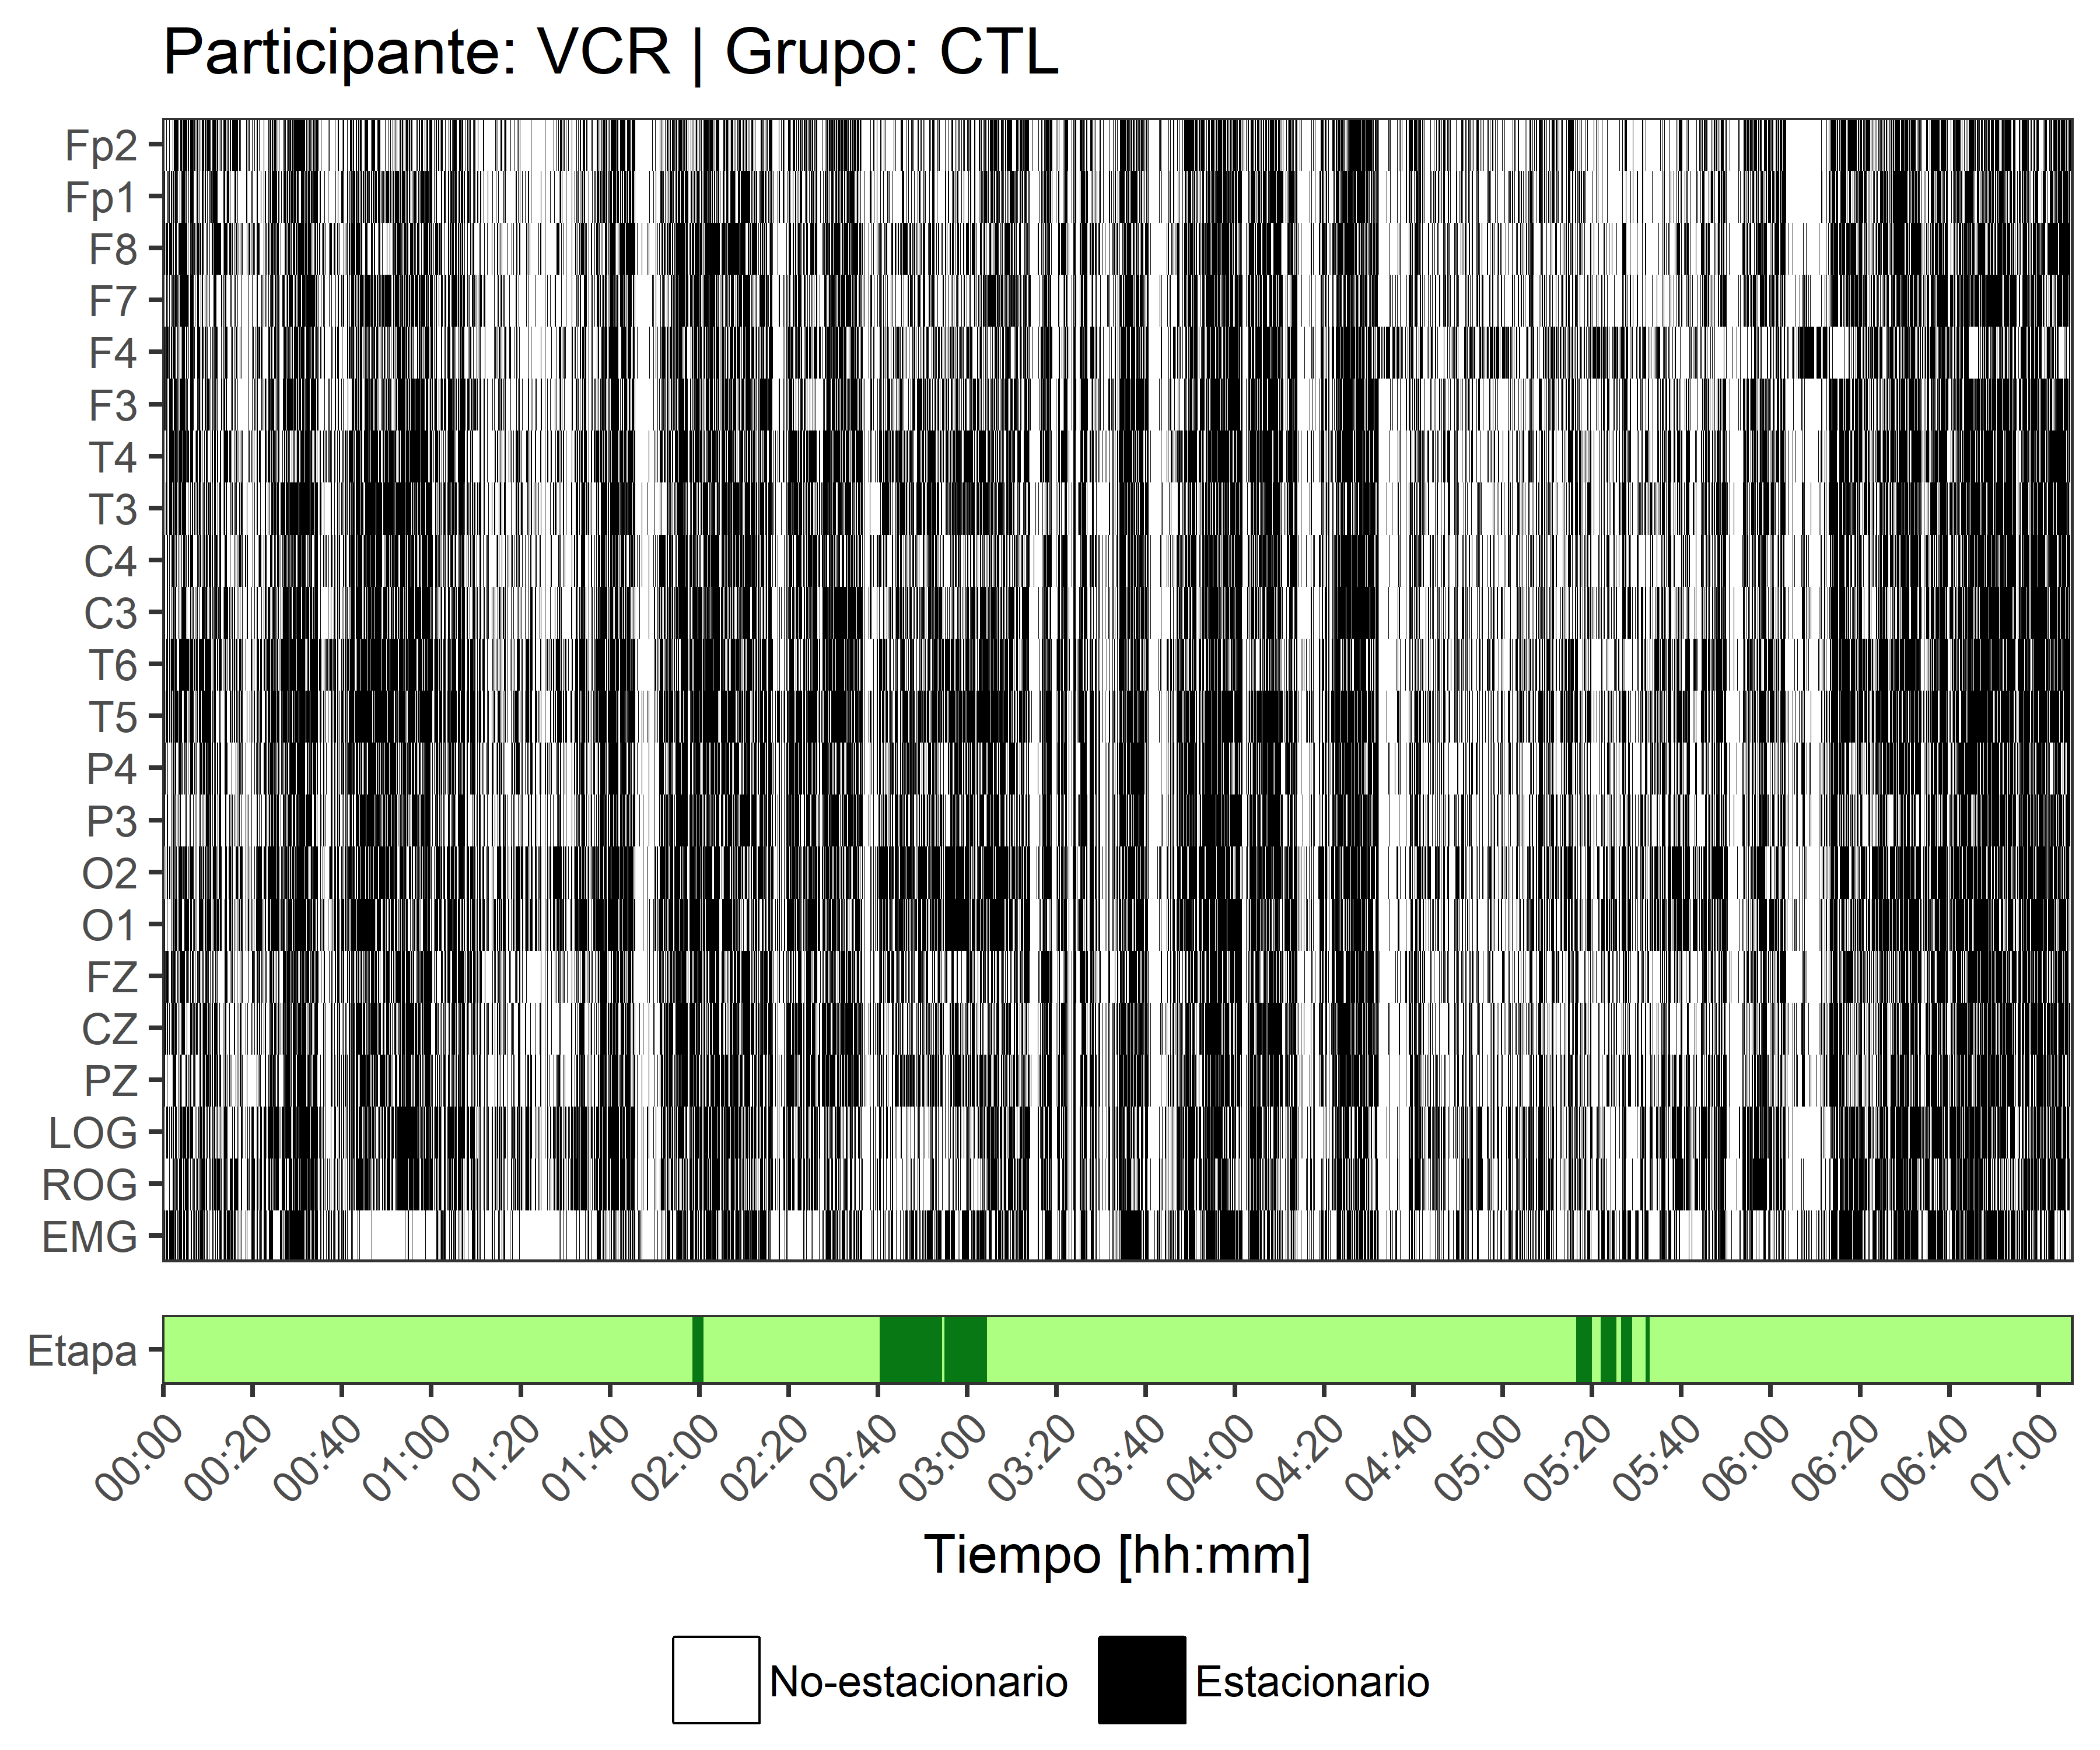 Participante: VCR | Grupo: CTL
Fp2
Fp1
F8
F7
F4
F3
T4
T3
C4
C3
T6
T5
P4
P3
O2
O1
FZ
CZ
PZ
LOG
ROG
EMG
Etapa
00:00
00:20
00:40
01:00
01:20
01:40
02:00
02:20
02:40
03:00
03:20
03:40
04:00
04:20
04:40
05:00
05:20
05:40
06:00
06:20
06:40
07:00
Tiempo [hh:mm]
No-estacionario
Estacionario